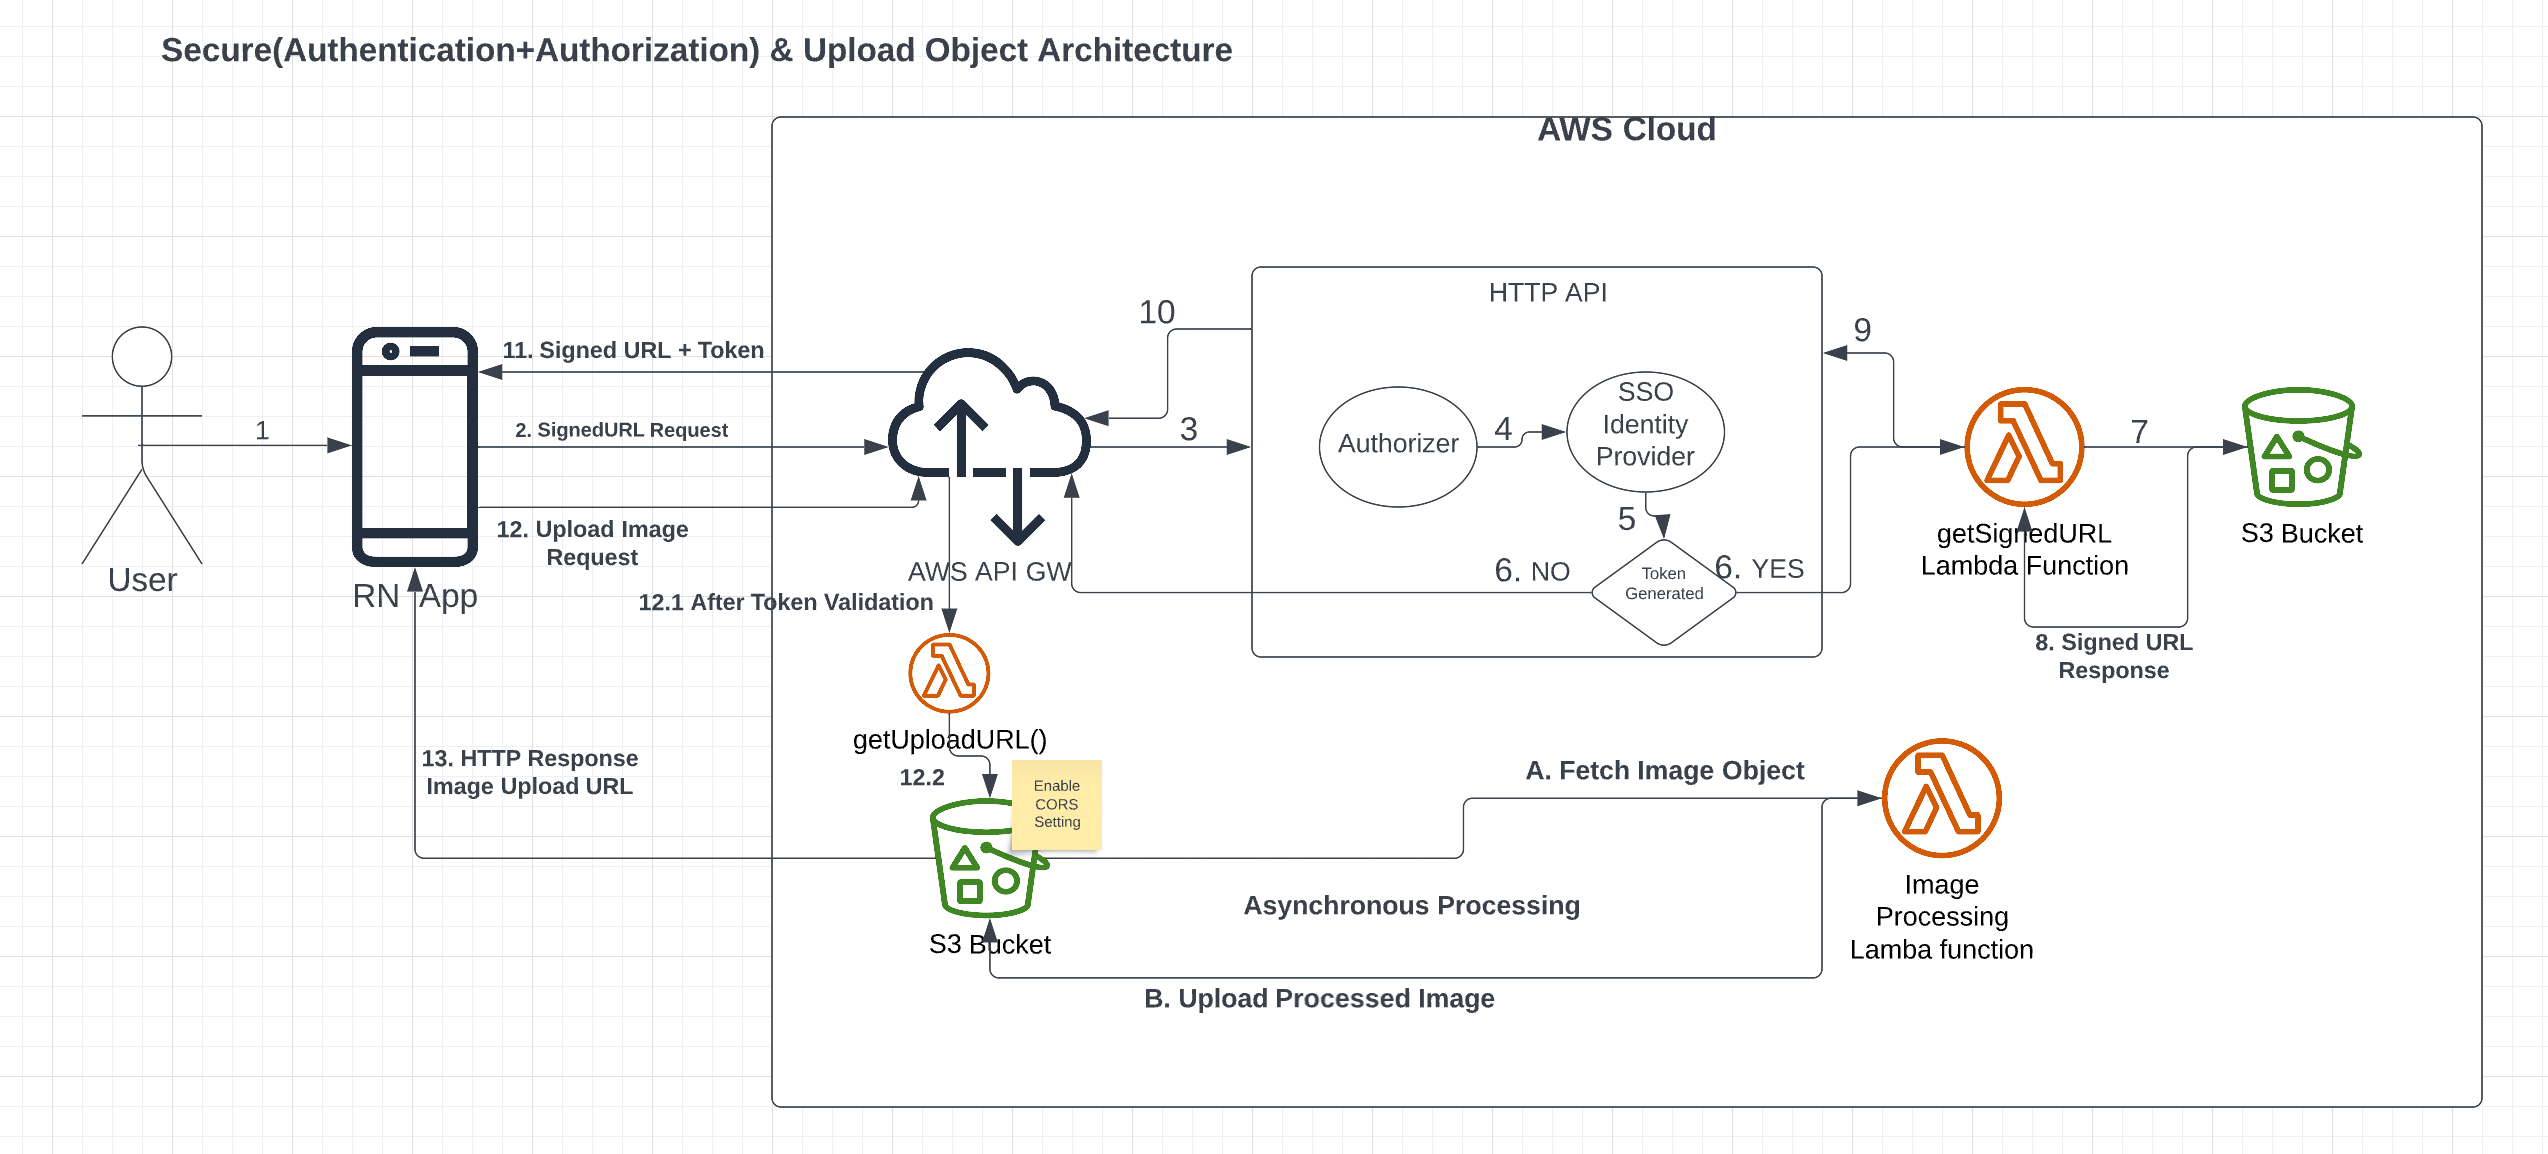 Secure(Authentication+Authorization) & Upload Object Architecture
AWS Cloud
HTTP API
10
9
11. Signed URL + Token
SSO
Identity
Provider
1
2. SignedURL Request
3
Authorizer
4
7
5
12. Upload Image
Request
getSignedURL
Lambda Function
S3 Bucket
User
RN App
AWS API GW
6. NO
Token
Generated
6. YES
12.1 After Token Validation
8. Signed URL
Response
getUploadURL()
13. HTTP Response
Image Upload URL
12.2
Enable
CORS
Setting
A. Fetch Image Object
Asynchronous Processing
Image
Processing
Lamba function
S3 Bucket
B. Upload Processed Image